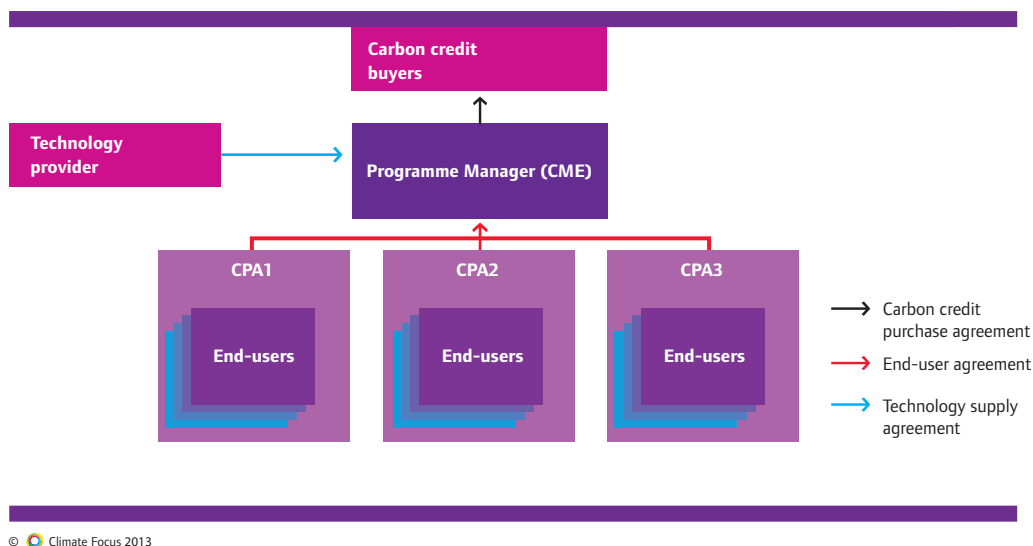 Carbon credit
buyers
Technology
provider
Programme Manager (CME)
CPA1
CPA2
CPA3
End-users
End-users
End-users
Carbon credit
purchase agreement
End-user agreement
Technology supply
agreement
© Climate Focus 2013